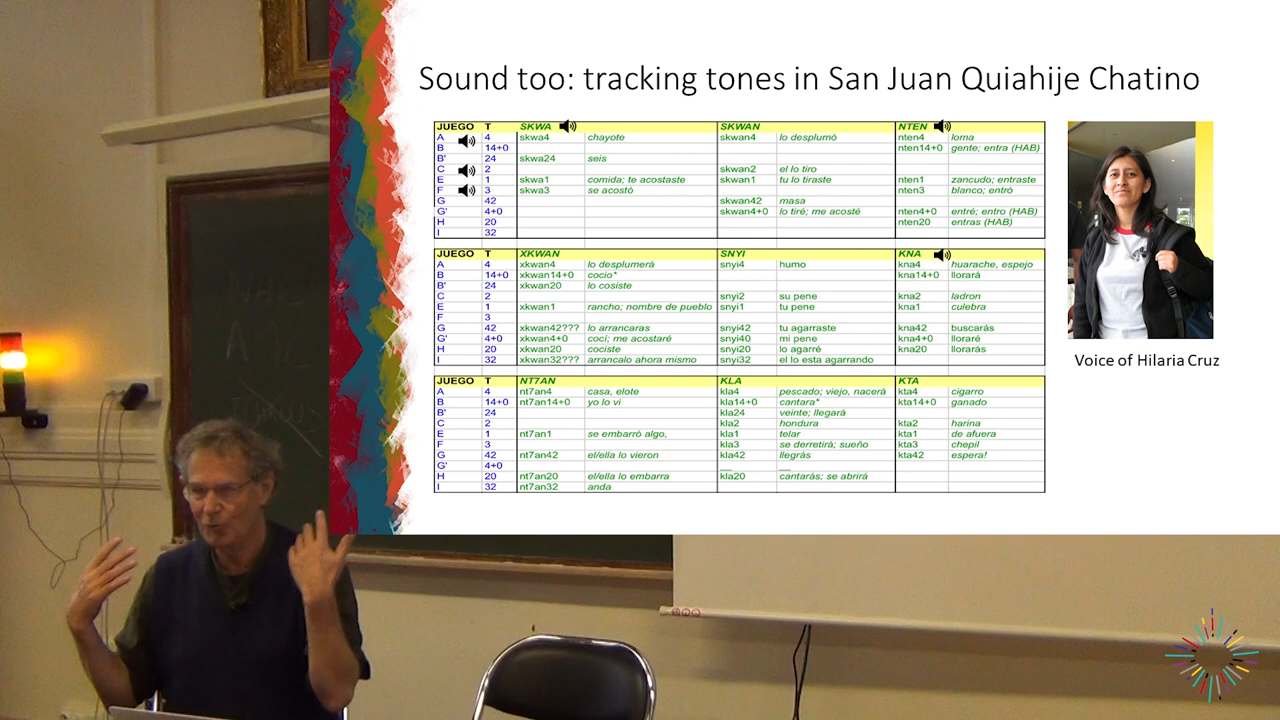 Sound too: tracking tones in San Juan Quiahije Chatino
JUEGO T SKWA SKWAN NTEN
A 4 skwa4 chayote skwan4 lo desplumó nten4 loma
B 14+0 nten14+0 gente; entra (HAB)
B' 24 skwa24 seis
C 2 skwan2 el lo tiro
E 1 skwa1 comida; te acostaste skwan1 tu lo tiraste nten1 zancudo; entraste
F 3 skwa3 se acostó nten3 blanco; entró
G 42 skwan42 masa
G' 4+0 skwan4+0 lo tiré; me acosté nten4+0 entré; entro (HAB)
H 20 nten20 entras (HAB)
I 32
JUEGO T XKWAN SNYI KNA
A 4 xkwan4 lo desplumerá snyi4 humo kna4 huarache, espejo
B 14+0 xkwan14+0 cocio* kna14+0 llorará
B' 24 xkwan20 lo cosiste
C 2 snyi2 su pene kna2 ladron
E 1 xkwan1 rancho; nombre de pueblo snyi1 tu pene kna1 culebra
F 3
G 42 xkwan42??? lo arrancaras snyi42 tu agarraste kna42 buscarás
G' 4+0 xkwan4+0 coci; me acostaré snyi40 mi pene kna4+0 lloraré
H 20 xkwan20 cociste snyi20 lo agarré kna20 llorarás
I 32 xkwan32??? arrancalo ahora mismo snyi32 el lo esta agarrando
JUEGO T NT7AN KLA KTA
A 4 nt7an4 casa, elote kla4 pescado; viejo, nacerá kta4 cigarro
B 14+0 nt7an14+0 yo lo vi kla14+0 cantara* kta14+0 ganado
B' 24 kla24 veinte; llegará
C 2 kla2 hondura kta2 harina
E 1 nt7an1 se embarró algo, kla1 telar kta1 de afuera
F 3 kla3 se derretirá; sueño kta3 chepil
G 42 nt7an42 el/ella lo vieron kla42 llegrás kta42 espera!
G' 4+0 __ __
H 20 nt7an20 el/ella lo embarra kla20 cantarás; se abrirá
I 32 nt7an32 anda
Voice of Hilaria Cruz